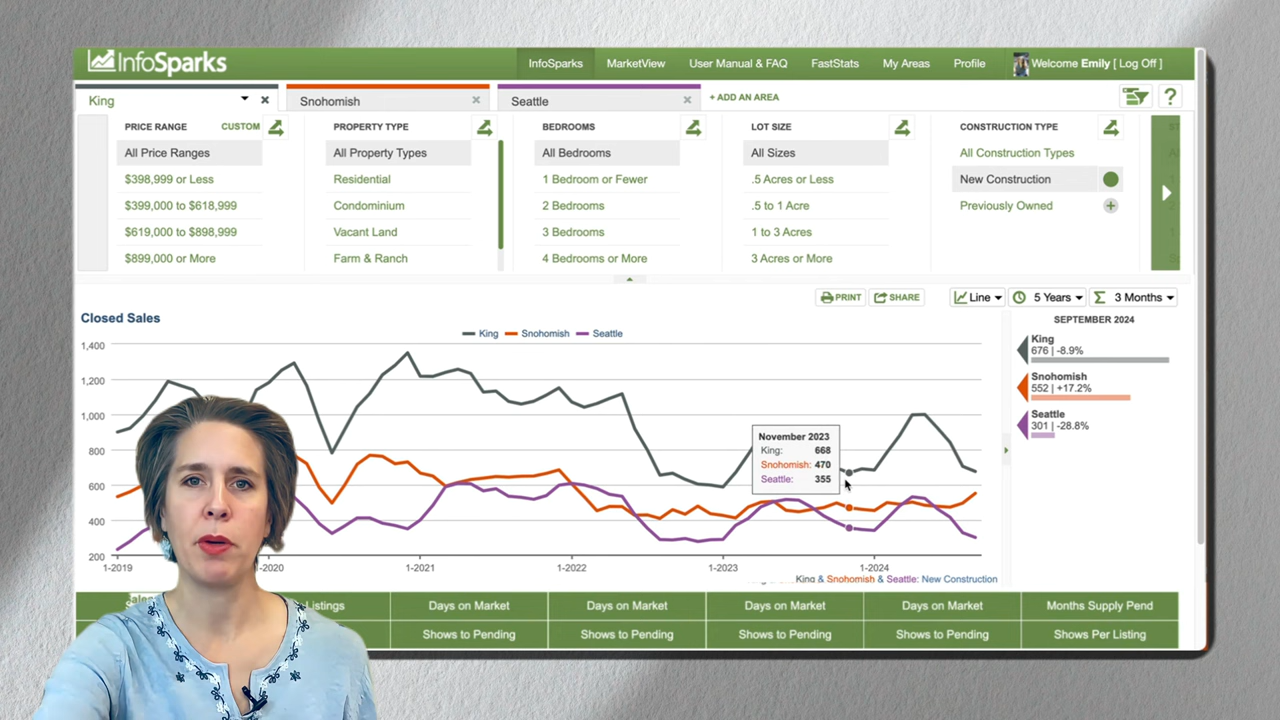 InfoSparks
InfoSparks MarketView User Manual & FAQ FastStats My Areas Profile Welcome Emily [ Log Off ]
King Snohomish Seattle + ADD AN AREA ?
PRICE RANGE CUSTOM PROPERTY TYPE BEDROOMS LOT SIZE CONSTRUCTION TYPE
All Price Ranges All Property Types All Bedrooms All Sizes All Construction Types
$398,999 or Less Residential 1 Bedroom or Fewer .5 Acres or Less New Construction
$399,000 to $618,999 Condominium 2 Bedrooms .5 to 1 Acre Previously Owned
$619,000 to $898,999 Vacant Land 3 Bedrooms 1 to 3 Acres
$899,000 or More Farm & Ranch 4 Bedrooms or More 3 Acres or More
PRINT SHARE Line 5 Years 3 Months
Closed Sales
SEPTEMBER 2024
King Snohomish Seattle
King
676 | -8.9%
Snohomish
552 | +17.2%
Seattle
301 | -28.8%
1,400
1,200
1,000
800
600
400
200
November 2023
King: 668
Snohomish: 470
Seattle: 355
1-2019 -2020 1-2021 1-2022 1-2023 1-2024
King & Snohomish & Seattle: New Construction
Listings Days on Market Days on Market Days on Market Days on Market Months Supply Pend
Shows to Pending Shows to Pending Shows to Pending Shows to Pending Shows Per Listing